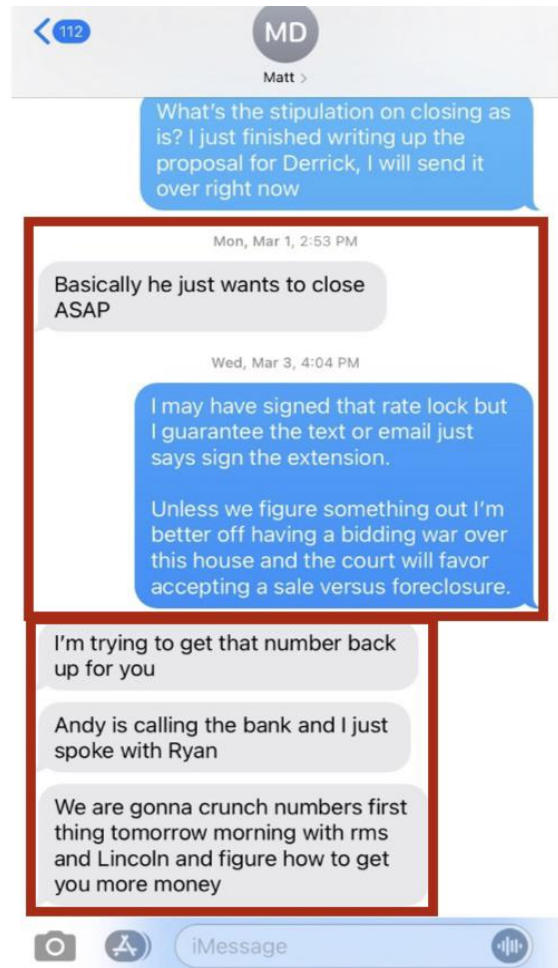 112
MD
Matt >
What's the stipulation on closing as
is? I just finished writing up the
proposal for Derrick, I will send it
over right now
Mon, Mar 1, 2:53 PM
Basically he just wants to close
ASAP
Wed, Mar 3, 4:04 PM
I may have signed that rate lock but
I guarantee the text or email just
says sign the extension.
Unless we figure something out I'm
better off having a bidding war over
this house and the court will favor
accepting a sale versus foreclosure.
I'm trying to get that number back
up for you
Andy is calling the bank and I just
spoke with Ryan
We are gonna crunch numbers first
thing tomorrow morning with rms
and Lincoln and figure how to get
you more money
iMessage